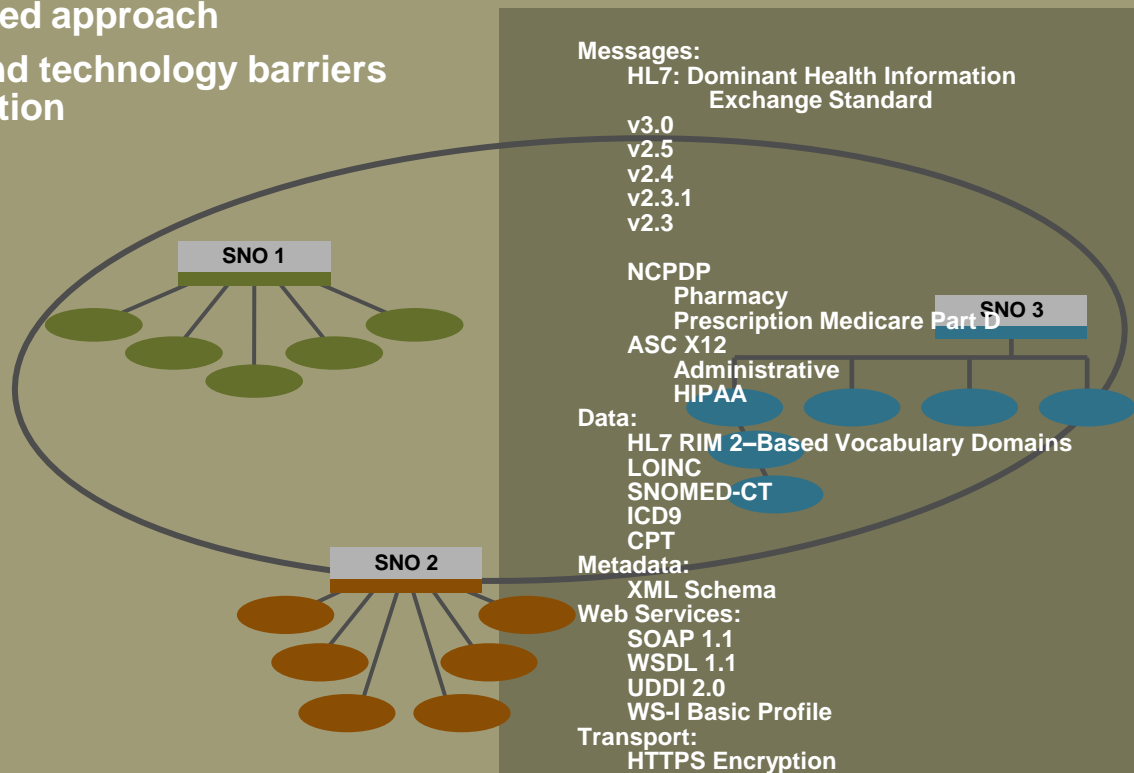 ed approach
nd technology barriers
tion
Messages:
HL7: Dominant Health Information
Exchange Standard
v3.0
v2.5
v2.4
v2.3.1
v2.3
SNO 1
NCPDP
Pharmacy
SNO 3
Prescription Medicare Part D
ASC X12
Administrative
HIPAA
Data:
HL7 RIM 2–Based Vocabulary Domains
LOINC
SNOMED-CT
ICD9
CPT
SNO 2
Metadata:
XML Schema
Web Services:
SOAP 1.1
WSDL 1.1
UDDI 2.0
WS-I Basic Profile
Transport:
HTTPS Encryption